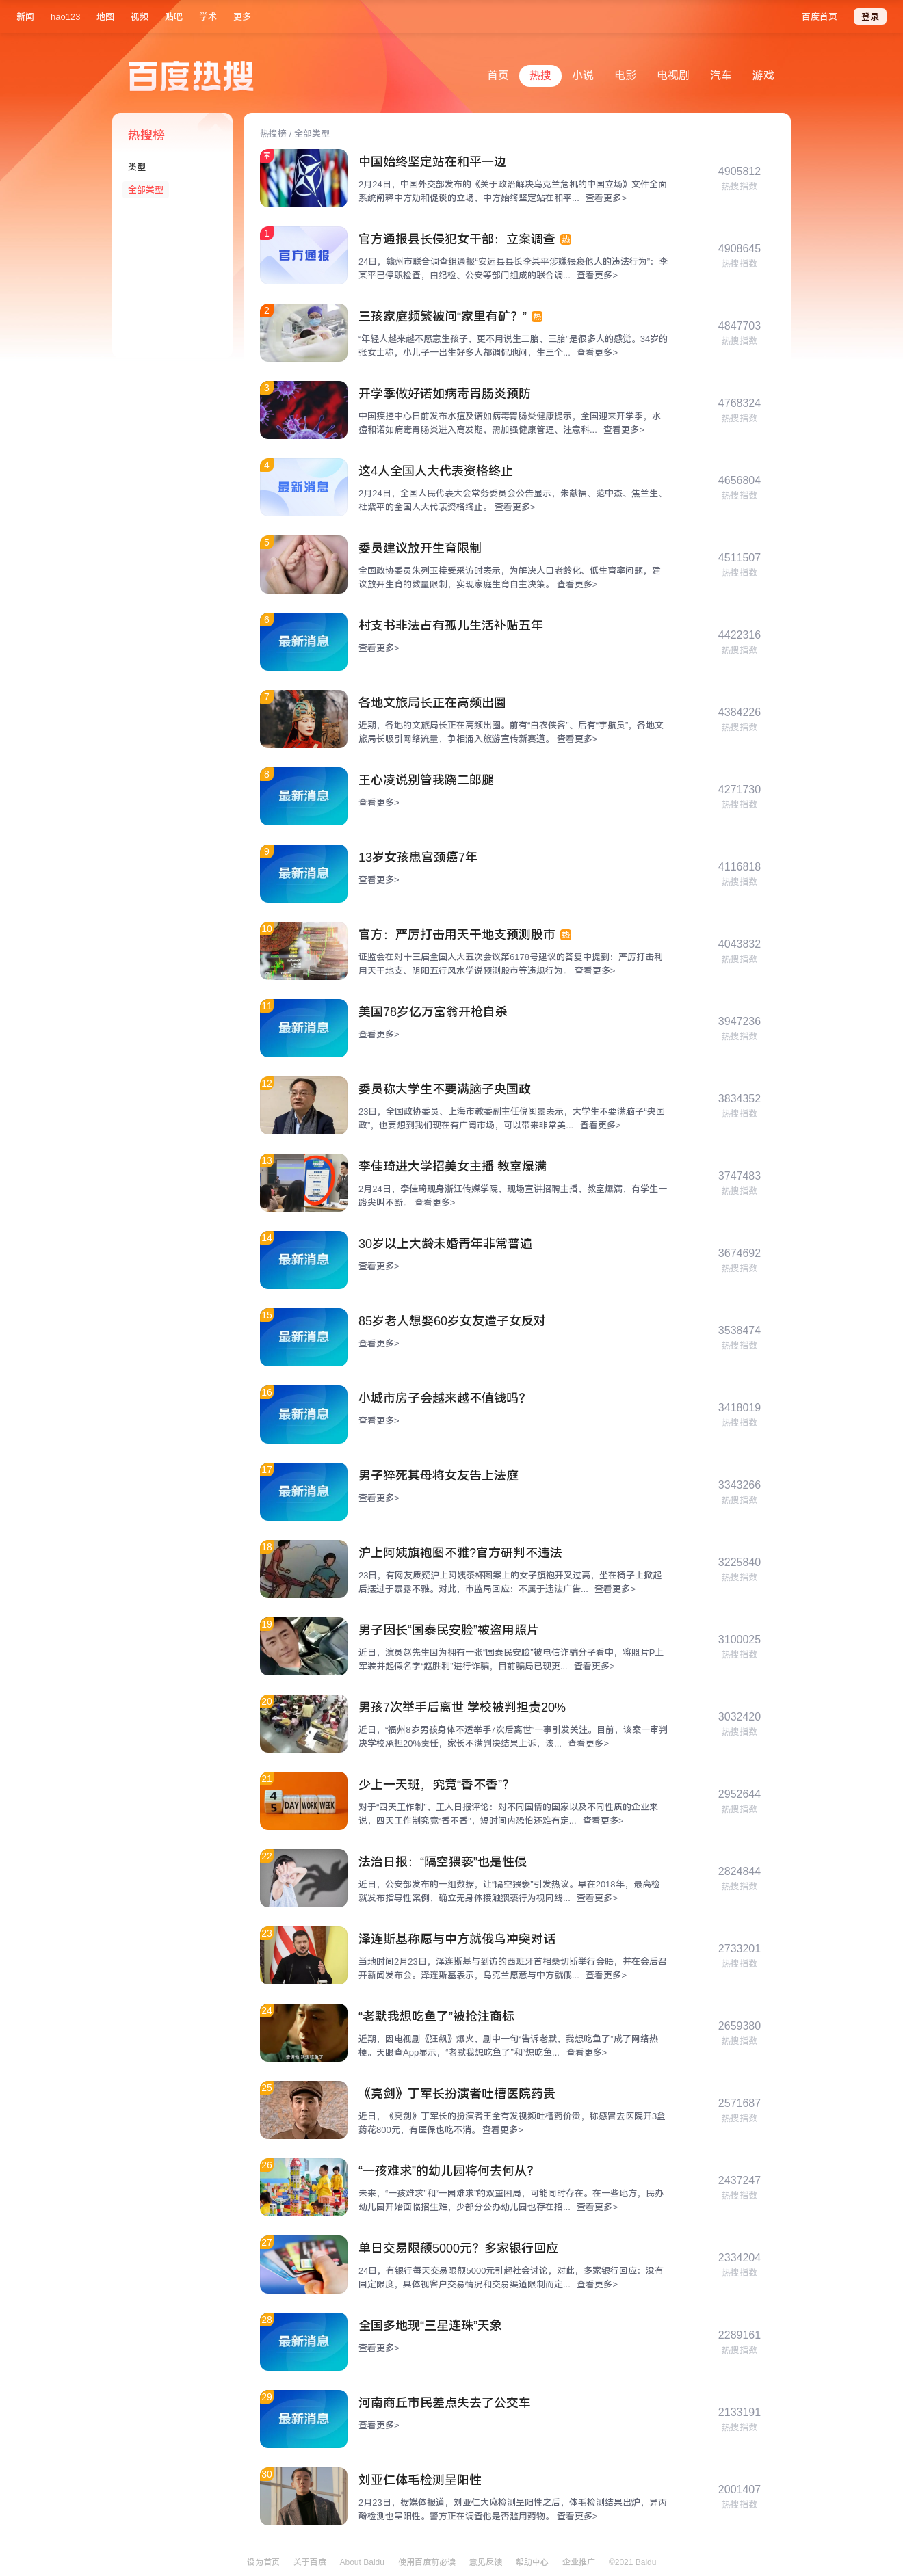 新闻 hao123 地图 视频 贴吧 学术 更多 百度首页 登录
百度热搜
首页 热搜 小说 电影 电视剧 汽车 游戏
热搜榜
类型
全部类型
热搜榜 / 全部类型
中国始终坚定站在和平一边
2月24日，中国外交部发布的《关于政治解决乌克兰危机的中国立场》文件全面
系统阐释中方劝和促谈的立场，中方始终坚定站在和平... 查看更多>
4905812
热搜指数
1
官方通报
官方通报县长侵犯女干部：立案调查 热
24日，赣州市联合调查组通报“安远县县长李某平涉嫌猥亵他人的违法行为”：李
某平已停职检查，由纪检、公安等部门组成的联合调... 查看更多>
4908645
热搜指数
2
三孩家庭频繁被问“家里有矿？” 热
“年轻人越来越不愿意生孩子，更不用说生二胎、三胎”是很多人的感觉。34岁的
张女士称，小儿子一出生好多人都调侃地问，生三个... 查看更多>
4847703
热搜指数
3
开学季做好诺如病毒胃肠炎预防
中国疾控中心日前发布水痘及诺如病毒胃肠炎健康提示，全国迎来开学季，水
痘和诺如病毒胃肠炎进入高发期，需加强健康管理、注意科... 查看更多>
4768324
热搜指数
4
最新消息
这4人全国人大代表资格终止
2月24日，全国人民代表大会常务委员会公告显示，朱献福、范中杰、焦兰生、
杜紫平的全国人大代表资格终止。 查看更多>
4656804
热搜指数
5
委员建议放开生育限制
全国政协委员朱列玉接受采访时表示，为解决人口老龄化、低生育率问题，建
议放开生育的数量限制，实现家庭生育自主决策。 查看更多>
4511507
热搜指数
6
最新消息
村支书非法占有孤儿生活补贴五年
查看更多>
4422316
热搜指数
7
各地文旅局长正在高频出圈
近期，各地的文旅局长正在高频出圈。前有“白衣侠客”、后有“宇航员”，各地文
旅局长吸引网络流量，争相涌入旅游宣传新赛道。 查看更多>
4384226
热搜指数
8
最新消息
王心凌说别管我跷二郎腿
查看更多>
4271730
热搜指数
9
最新消息
13岁女孩患宫颈癌7年
查看更多>
4116818
热搜指数
10
官方：严厉打击用天干地支预测股市 热
证监会在对十三届全国人大五次会议第6178号建议的答复中提到：严厉打击利
用天干地支、阴阳五行风水学说预测股市等违规行为。 查看更多>
4043832
热搜指数
11
最新消息
美国78岁亿万富翁开枪自杀
查看更多>
3947236
热搜指数
12
委员称大学生不要满脑子央国政
23日，全国政协委员、上海市教委副主任倪闽景表示，大学生不要满脑子“央国
政”，也要想到我们现在有广阔市场，可以带来非常美... 查看更多>
3834352
热搜指数
13
李佳琦进大学招美女主播 教室爆满
2月24日，李佳琦现身浙江传媒学院，现场宣讲招聘主播，教室爆满，有学生一
路尖叫不断。 查看更多>
3747483
热搜指数
14
最新消息
30岁以上大龄未婚青年非常普遍
查看更多>
3674692
热搜指数
15
最新消息
85岁老人想娶60岁女友遭子女反对
查看更多>
3538474
热搜指数
16
最新消息
小城市房子会越来越不值钱吗？
查看更多>
3418019
热搜指数
17
最新消息
男子猝死其母将女友告上法庭
查看更多>
3343266
热搜指数
18
沪上阿姨旗袍图不雅?官方研判不违法
23日，有网友质疑沪上阿姨茶杯图案上的女子旗袍开叉过高，坐在椅子上掀起
后摆过于暴露不雅。对此，市监局回应：不属于违法广告... 查看更多>
3225840
热搜指数
19
男子因长“国泰民安脸”被盗用照片
近日，演员赵先生因为拥有一张“国泰民安脸”被电信诈骗分子看中，将照片P上
军装并起假名字“赵胜利”进行诈骗，目前骗局已现更... 查看更多>
3100025
热搜指数
20
男孩7次举手后离世 学校被判担责20%
近日，“福州8岁男孩身体不适举手7次后离世”一事引发关注。目前，该案一审判
决学校承担20%责任，家长不满判决结果上诉，该... 查看更多>
3032420
热搜指数
21
4
5 DAY WORK WEEK
少上一天班，究竟“香不香”？
对于“四天工作制”，工人日报评论：对不同国情的国家以及不同性质的企业来
说，四天工作制究竟“香不香”，短时间内恐怕还难有定... 查看更多>
2952644
热搜指数
22
法治日报：“隔空猥亵”也是性侵
近日，公安部发布的一组数据，让“隔空猥亵”引发热议。早在2018年，最高检
就发布指导性案例，确立无身体接触猥亵行为视同线... 查看更多>
2824844
热搜指数
23
泽连斯基称愿与中方就俄乌冲突对话
当地时间2月23日，泽连斯基与到访的西班牙首相桑切斯举行会晤，并在会后召
开新闻发布会。泽连斯基表示，乌克兰愿意与中方就俄... 查看更多>
2733201
热搜指数
24
“老默我想吃鱼了”被抢注商标
近期，因电视剧《狂飙》爆火，剧中一句“告诉老默，我想吃鱼了”成了网络热
梗。天眼查App显示，“老默我想吃鱼了”和“想吃鱼... 查看更多>
2659380
热搜指数
25
《亮剑》丁军长扮演者吐槽医院药贵
近日，《亮剑》丁军长的扮演者王全有发视频吐槽药价贵，称感冒去医院开3盒
药花800元，有医保也吃不消。 查看更多>
2571687
热搜指数
26
“一孩难求”的幼儿园将何去何从？
未来，“一孩难求”和“一园难求”的双重困局，可能同时存在。在一些地方，民办
幼儿园开始面临招生难，少部分公办幼儿园也存在招... 查看更多>
2437247
热搜指数
27
单日交易限额5000元？多家银行回应
24日，有银行每天交易限额5000元引起社会讨论，对此，多家银行回应：没有
固定限度，具体视客户交易情况和交易渠道限制而定... 查看更多>
2334204
热搜指数
28
最新消息
全国多地现“三星连珠”天象
查看更多>
2289161
热搜指数
29
最新消息
河南商丘市民差点失去了公交车
查看更多>
2133191
热搜指数
30
刘亚仁体毛检测呈阳性
2月23日，据媒体报道，刘亚仁大麻检测呈阳性之后，体毛检测结果出炉，异丙
酚检测也呈阳性。警方正在调查他是否滥用药物。 查看更多>
2001407
热搜指数
设为首页 关于百度 About Baidu 使用百度前必读 意见反馈 帮助中心 企业推广 ©2021 Baidu